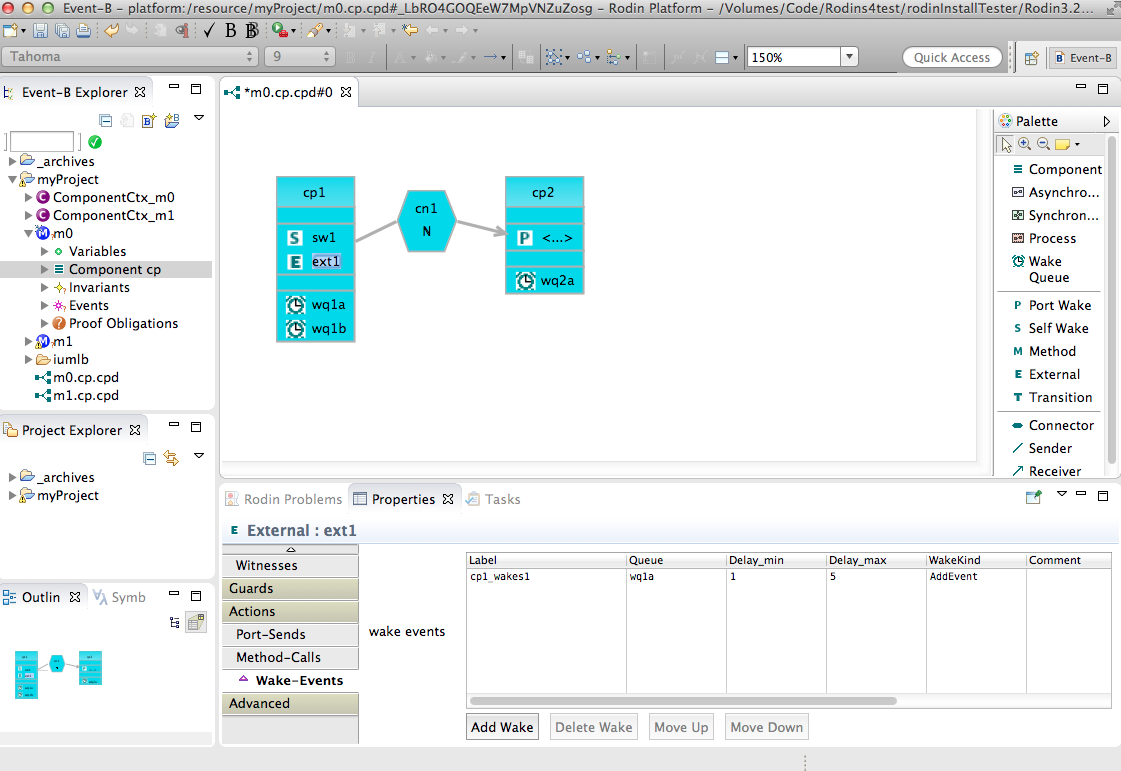 Event-B – platform:/resource/myProject/m0.cp.cpd#_LbRO4GOQEeW7MpVNZuZosg – Rodin Platform – /Volumes/Code/Rodins4test/rodinInstallTester/Rodin3.2...
B B
Tahoma 9 B I A 150% Quick Access B Event-B
Event-B Explorer
*m0.cp.cpd#0
_archives
myProject
C ComponentCtx_m0
C ComponentCtx_m1
M m0
Variables
Component cp
Invariants
Events
? Proof Obligations
M m1
iumlb
m0.cp.cpd
m1.cp.cpd
Project Explorer
_archives
myProject
Outlin Symb
cp1
S sw1
E ext1
wq1a
wq1b
cn1
N
cp2
P <...>
wq2a
Palette
Component
Asynchro...
Synchron...
Process
Wake
Queue
P Port Wake
S Self Wake
M Method
E External
T Transition
Connector
Sender
Receiver
Rodin Problems Properties Tasks
E External : ext1
Witnesses
Guards
Actions
Port-Sends
Method-Calls
Wake-Events
Advanced
wake events
Label Queue Delay_min Delay_max WakeKind Comment
cp1_wakes1 wq1a 1 5 AddEvent
Add Wake Delete Wake Move Up Move Down